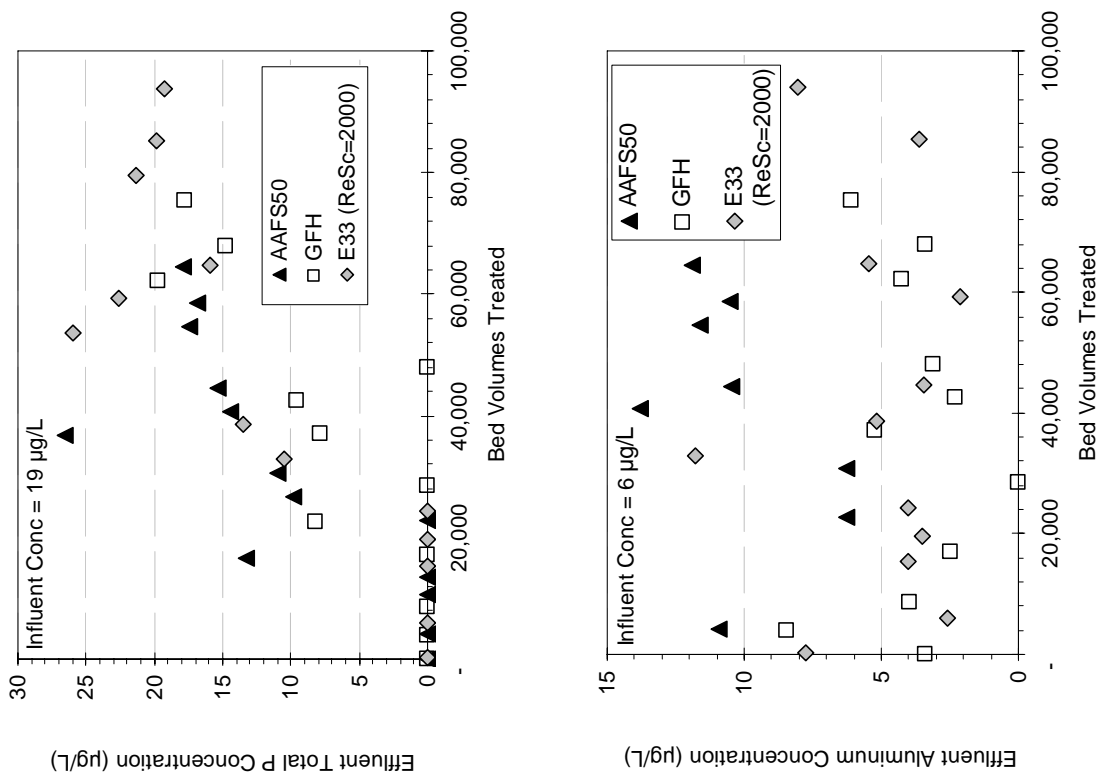 Influent Conc = 19 µg/L
AAFS50
GFH
E33 (ReSc=2000)
30
25
20
15
10
5
0
-
20,000
40,000
60,000
80,000
100,000
Bed Volumes Treated
Effluent Total P Concentration (µg/L)
Influent Conc = 6 µg/L
AAFS50
GFH
E33
(ReSc=2000)
15
10
5
0
-
20,000
40,000
60,000
80,000
100,000
Bed Volumes Treated
Effluent Aluminum Concentration (µg/L)